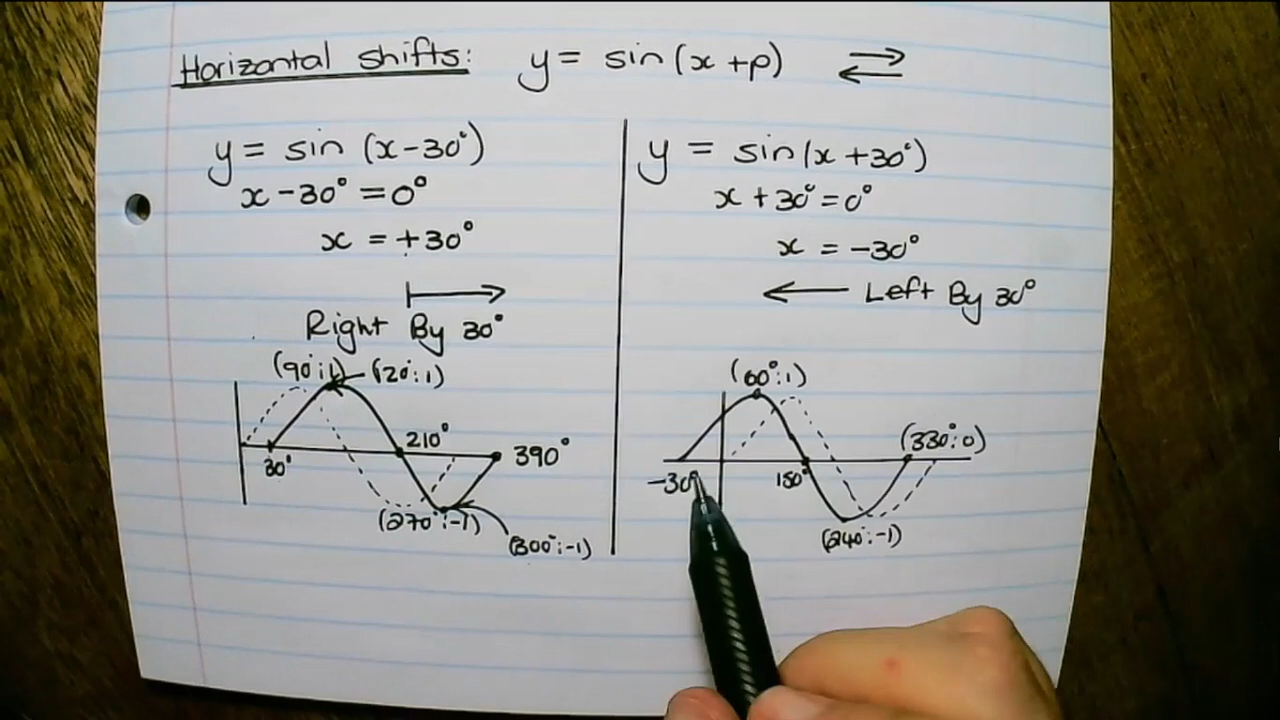 Horizontal shifts: y = sin(x+p)
y = sin (x-30°)
x - 30° = 0°
x = +30°
Right By 30°
(90°;1) (120°;1)
30°
210°
390°
(270°;-1)
(300°;-1)
y = sin(x+30°)
x + 30° = 0°
x = -30°
Left By 30°
(60°;1)
-30°
150°
(330°;0)
(240°;-1)